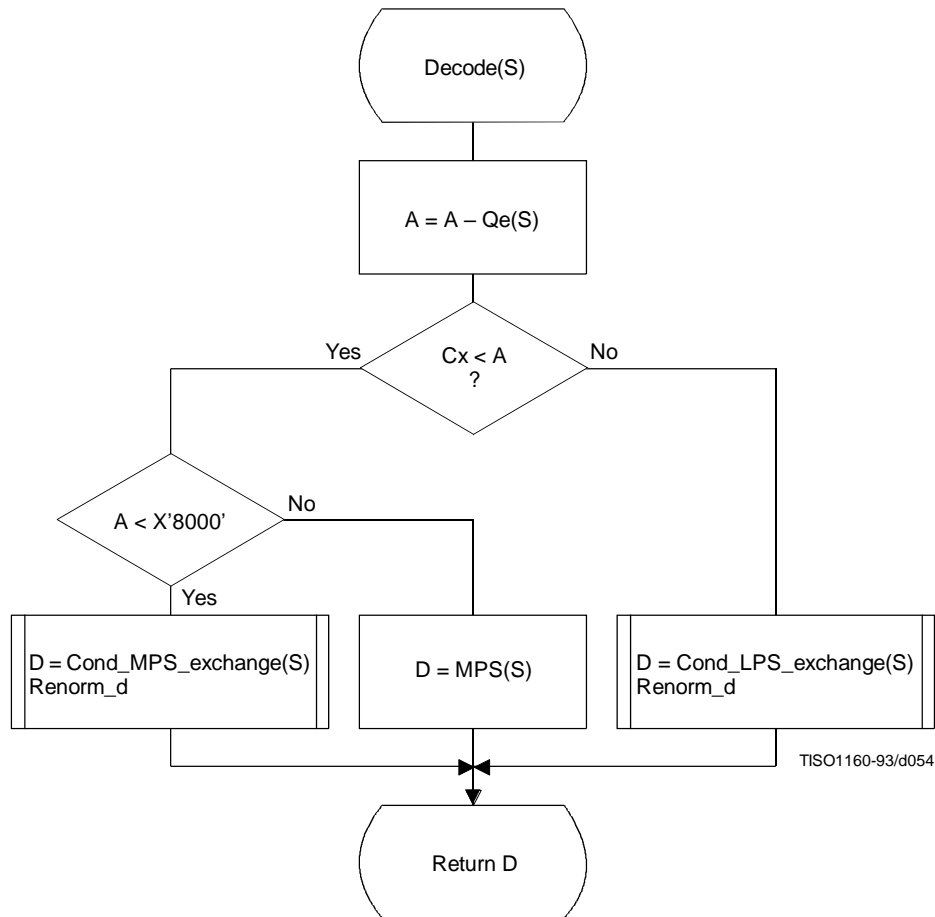 Decode(S)
A = A – Qe(S)
Yes
Cx < A
?
No
A < X’8000’
No
Yes
D = Cond_MPS_exchange(S)
Renorm_d
D = MPS(S)
D = Cond_LPS_exchange(S)
Renorm_d
TISO1160-93/d054
Return D